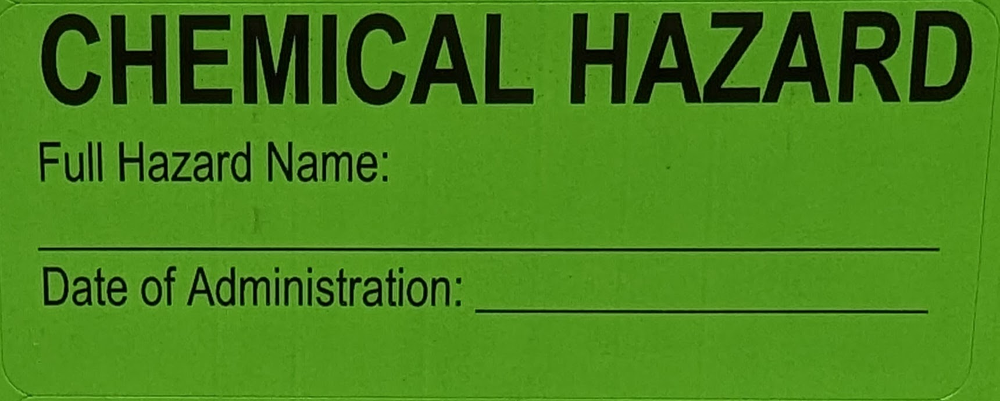 CHEMICAL HAZARD
Full Hazard Name:
Date of Administration: